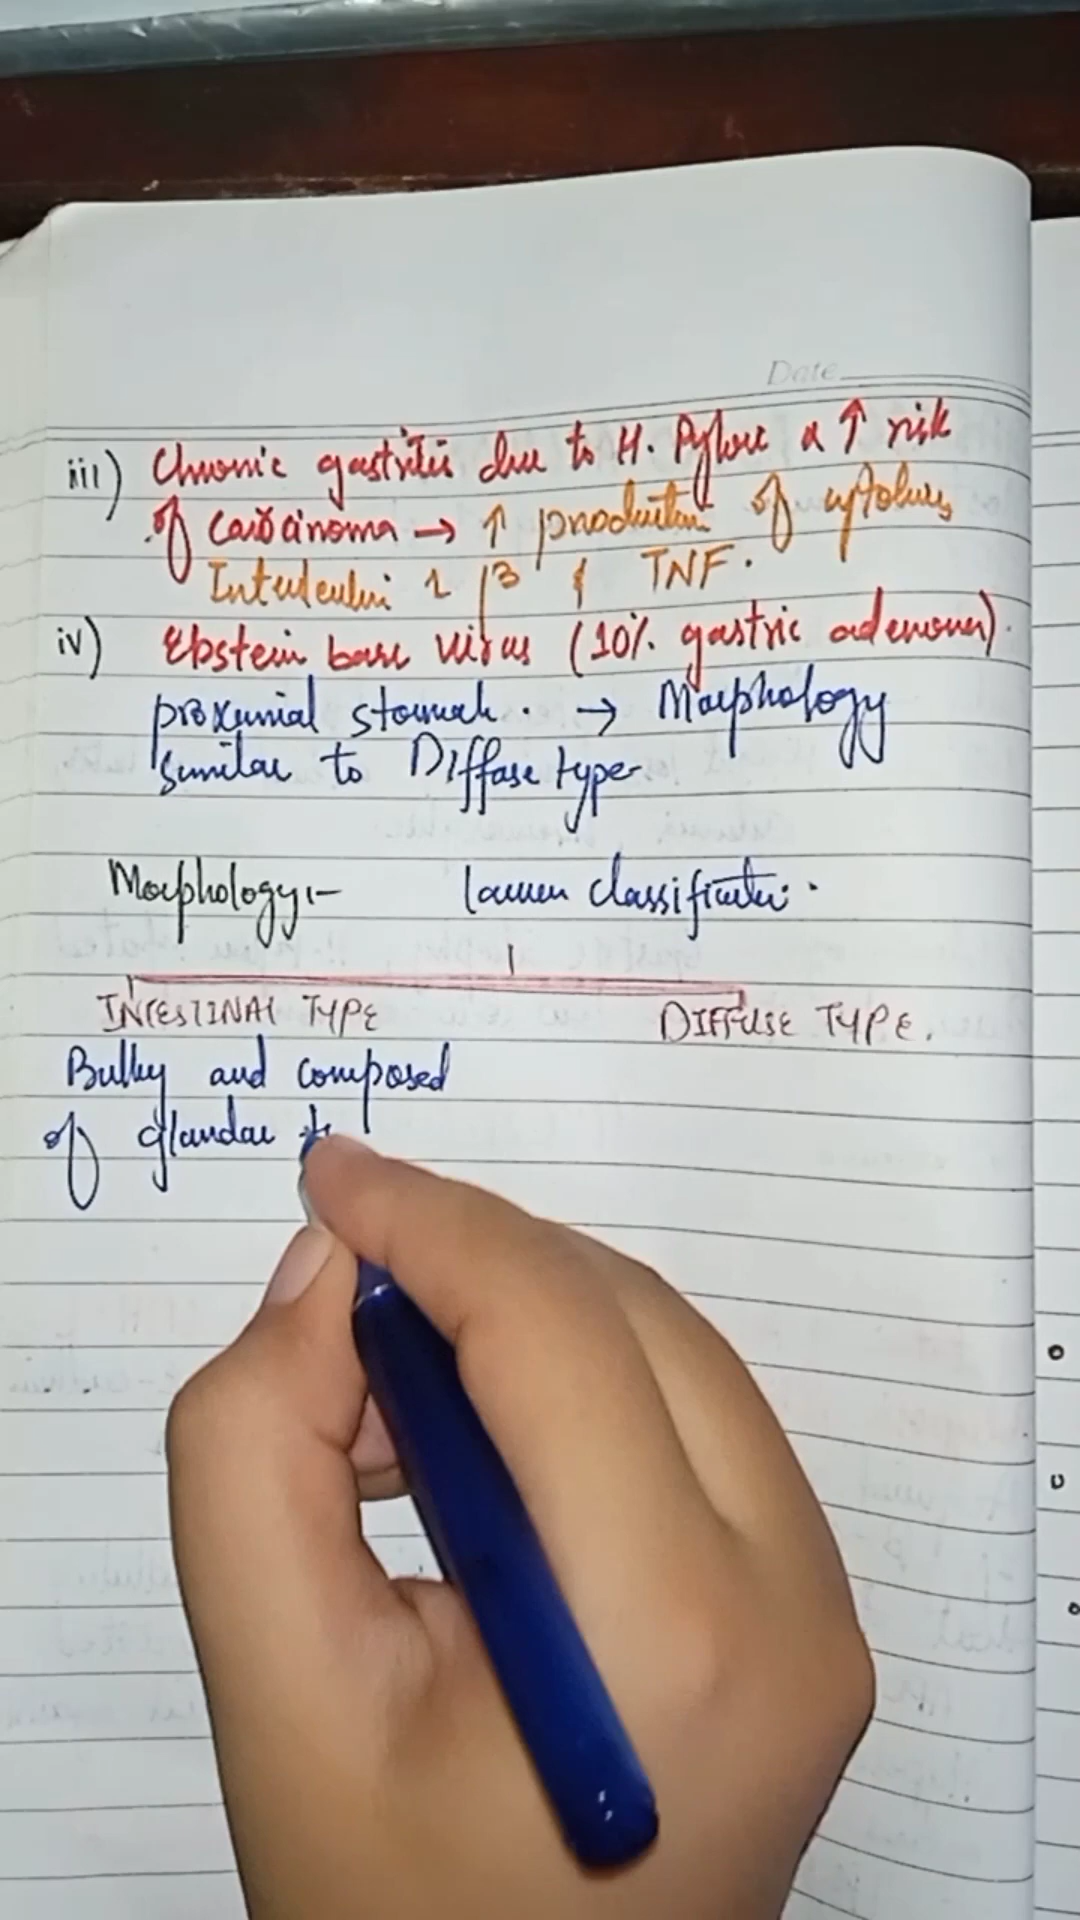 Date
iii) Chronic gastritis due to H. Pylori α ↑ risk
of carcinoma → ↑ production of cytokines
Interleukin 1 β & TNF.
iv) Ebstein barr virus (10% gastric adenoma).
proximial stomach. → Morphology
similar to Diffuse type
Morphology:- Lauren classification.
INTESTINAL TYPE DIFFUSE TYPE.
Bulky and composed
of glandar